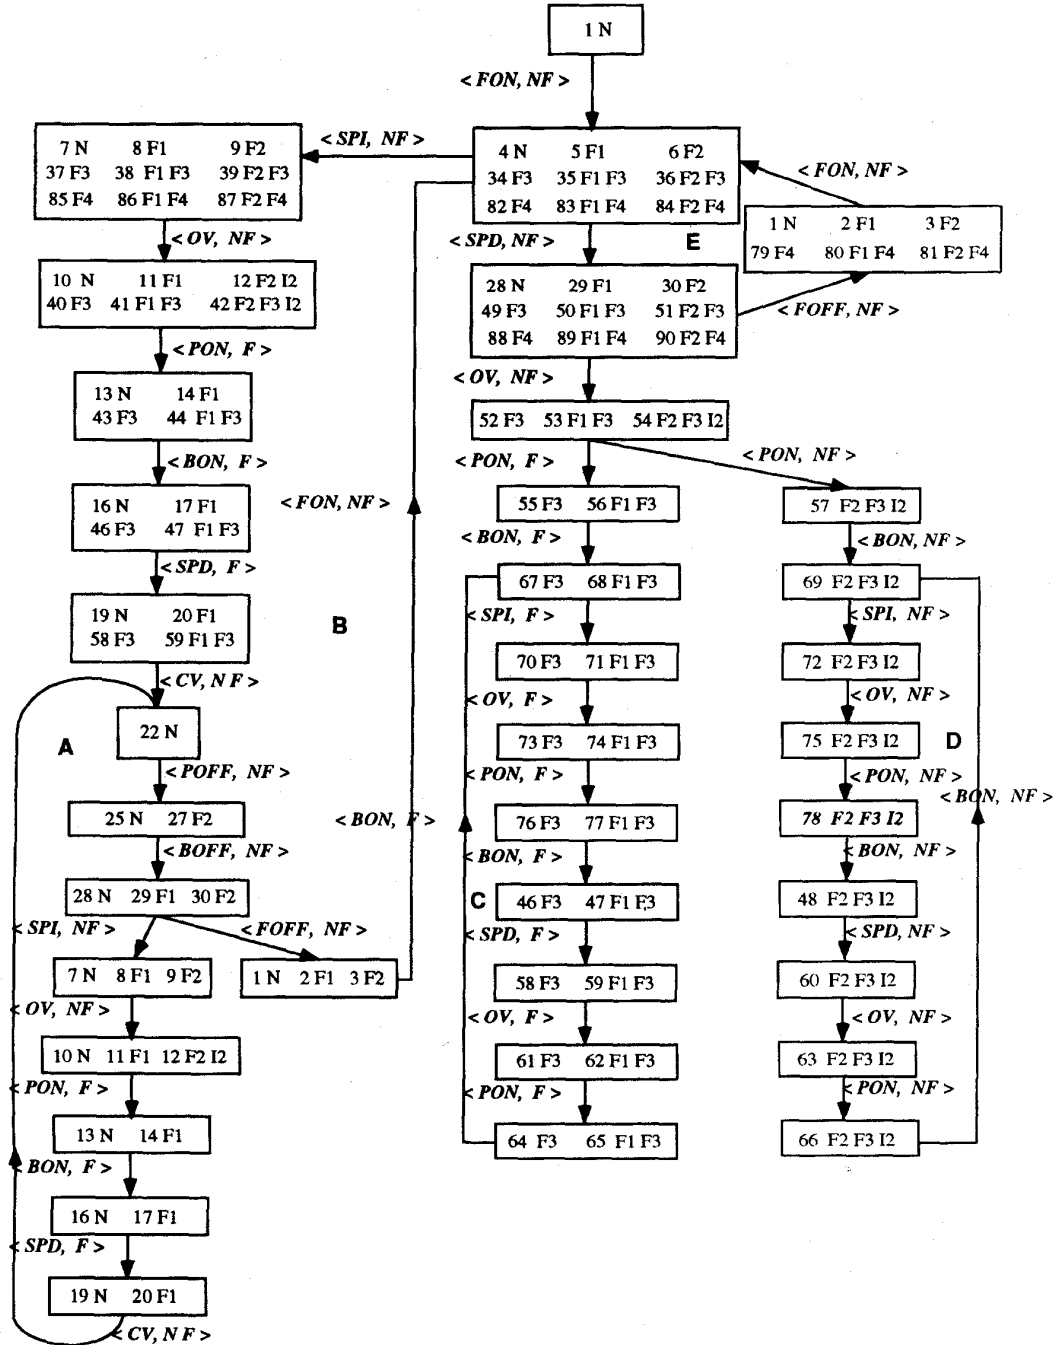 1 N
< FON, NF >
7 N 8 F1 9 F2
37 F3 38 F1 F3 39 F2 F3
85 F4 86 F1 F4 87 F2 F4
< SPI, NF >
4 N 5 F1 6 F2
34 F3 35 F1 F3 36 F2 F3
82 F4 83 F1 F4 84 F2 F4
< FON, NF >
1 N 2 F1 3 F2
79 F4 80 F1 F4 81 F2 F4
< OV, NF >
< SPD, NF >
E
10 N 11 F1 12 F2 I2
40 F3 41 F1 F3 42 F2 F3 I2
28 N 29 F1 30 F2
49 F3 50 F1 F3 51 F2 F3
88 F4 89 F1 F4 90 F2 F4
< FOFF, NF >
< PON, F >
< OV, NF >
13 N 14 F1
43 F3 44 F1 F3
52 F3 53 F1 F3 54 F2 F3 I2
< BON, F >
< PON, F >
< PON, NF >
16 N 17 F1
46 F3 47 F1 F3
< FON, NF >
55 F3 56 F1 F3
57 F2 F3 I2
< SPD, F >
< BON, F >
< BON, NF >
19 N 20 F1
58 F3 59 F1 F3
B
67 F3 68 F1 F3
69 F2 F3 I2
< SPI, F >
< SPI, NF >
< CV, N F >
70 F3 71 F1 F3
72 F2 F3 I2
22 N
A
< OV, F >
< OV, NF >
73 F3 74 F1 F3
75 F2 F3 I2
D
< POFF, NF >
< PON, F >
< PON, NF >
< BON, NF >
25 N 27 F2
< BON, F >
76 F3 77 F1 F3
78 F2 F3 I2
< BOFF, NF >
< BON, F >
< BON, NF >
28 N 29 F1 30 F2
C
46 F3 47 F1 F3
48 F2 F3 I2
< SPI, NF >
< FOFF, NF >
< SPD, F >
< SPD, NF >
7 N 8 F1 9 F2
1 N 2 F1 3 F2
58 F3 59 F1 F3
60 F2 F3 I2
< OV, NF >
< OV, F >
< OV, NF >
10 N 11 F1 12 F2 I2
61 F3 62 F1 F3
63 F2 F3 I2
< PON, F >
< PON, F >
< PON, NF >
13 N 14 F1
64 F3 65 F1 F3
66 F2 F3 I2
< BON, F >
16 N 17 F1
< SPD, F >
19 N 20 F1
< CV, N F >